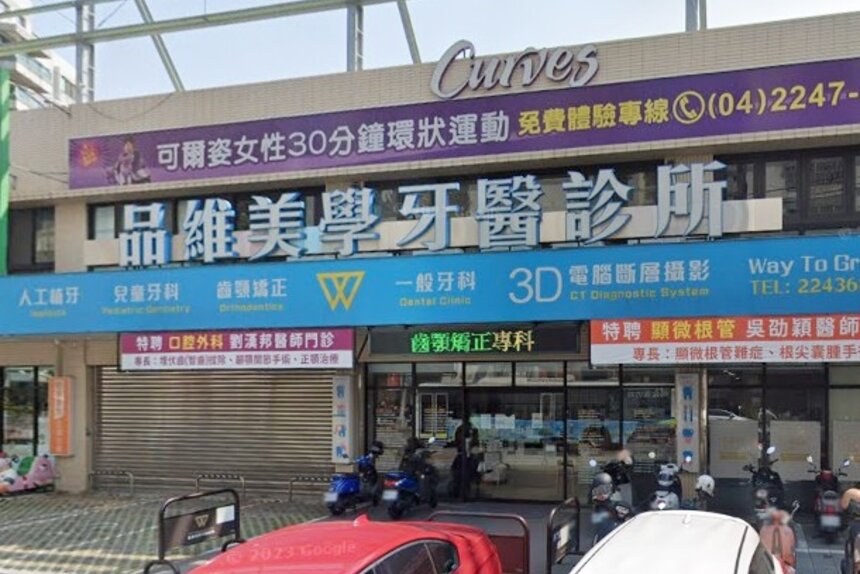 Curves
可爾姿女性30分鐘環狀運動 免費體驗專線 (04)2247-
品維美學牙醫診所
人工植牙 兒童牙科 齒顎矯正 W 一般牙科 3D 電腦斷層攝影 Way To Gr
Implants Pediatric Dentistry Orthodontics Dental Clinic CT Diagnostic System TEL: 22436
特聘 口腔外科 劉漢邦醫師門診
齒顎矯正專科
特聘 顯微根管 吳劭穎醫師
專長：顯微根管難症、根尖囊腫手
© 2023 Google